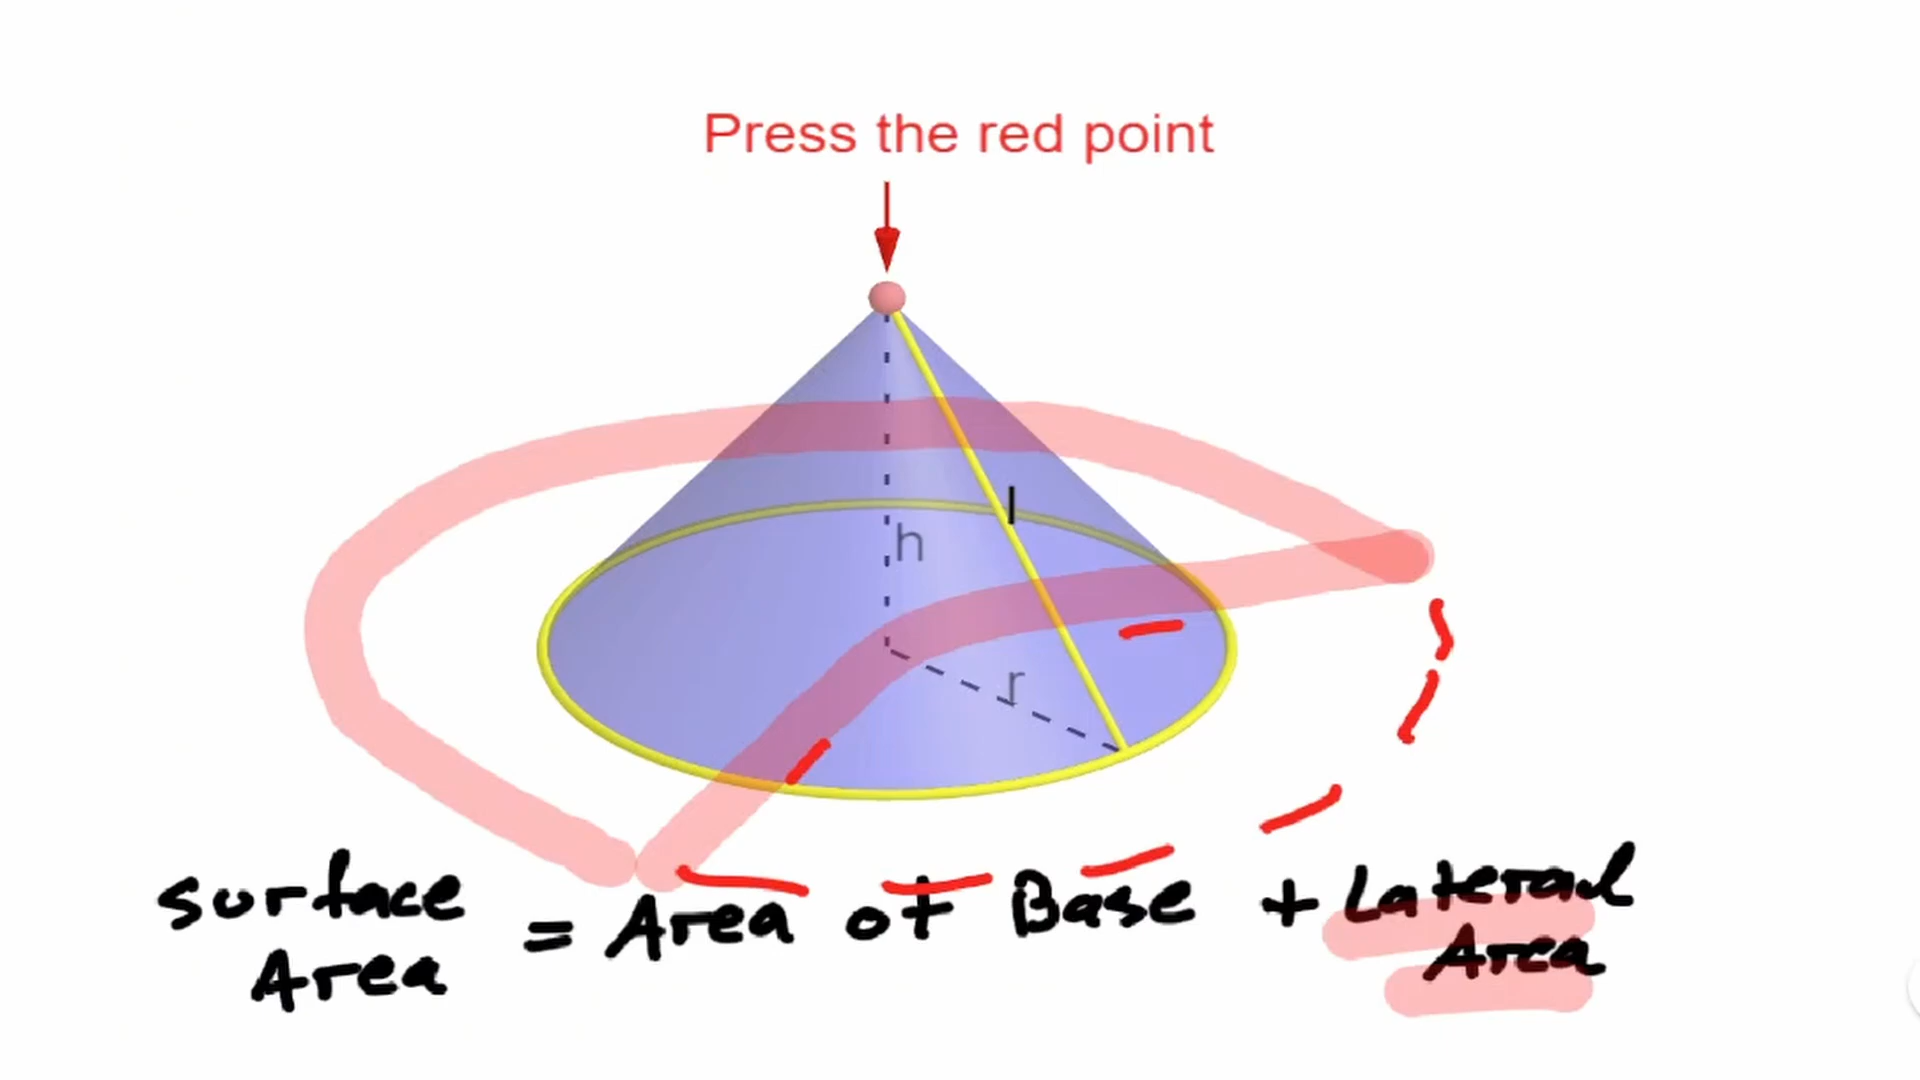 Press the red point
l
h
r
surface
Area
= Area of Base + Lateral
Area